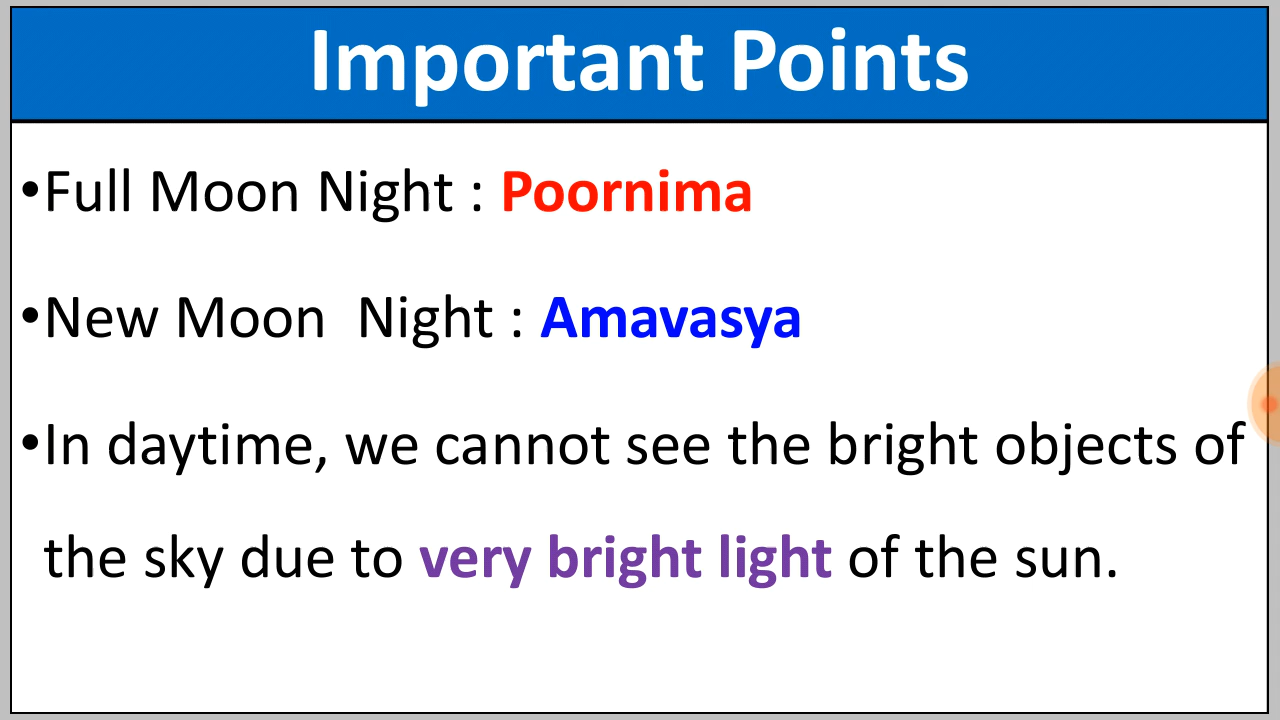 Important Points
•Full Moon Night : Poornima
•New Moon  Night : Amavasya
•In daytime, we cannot see the bright objects of
the sky due to very bright light of the sun.